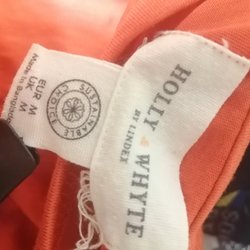 HOLLY & WHYTE
BY LINDEX
SUSTAINABLE CHOICE
EUR M
UK M
Made in Bangladesh